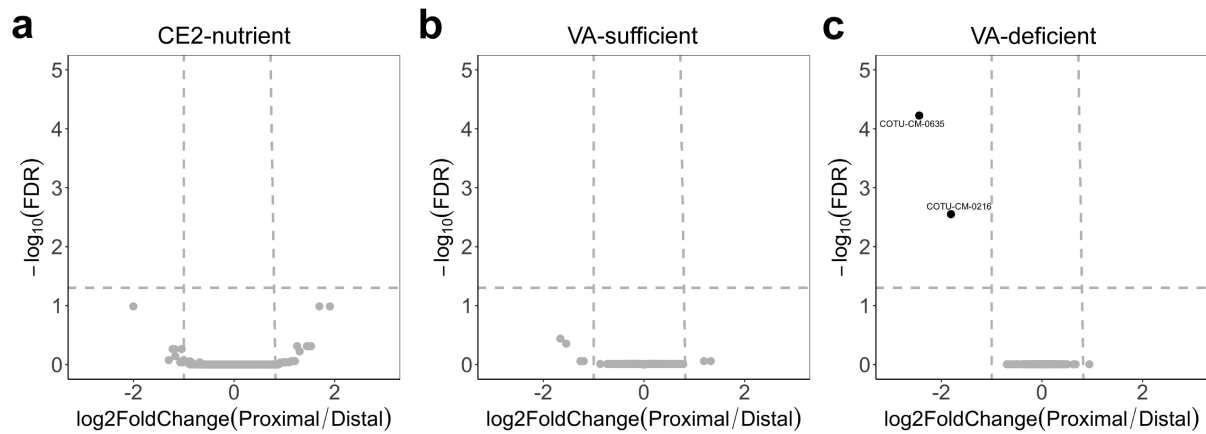 a
CE2-nutrient
5
4
3
2
1
0
−log10(FDR)
-2
0
2
log2FoldChange(Proximal/Distal)
b
VA-sufficient
5
4
3
2
1
0
−log10(FDR)
-2
0
2
log2FoldChange(Proximal/Distal)
c
VA-deficient
5
4
3
2
1
0
−log10(FDR)
COTU-CM-0635
COTU-CM-0216
-2
0
2
log2FoldChange(Proximal/Distal)